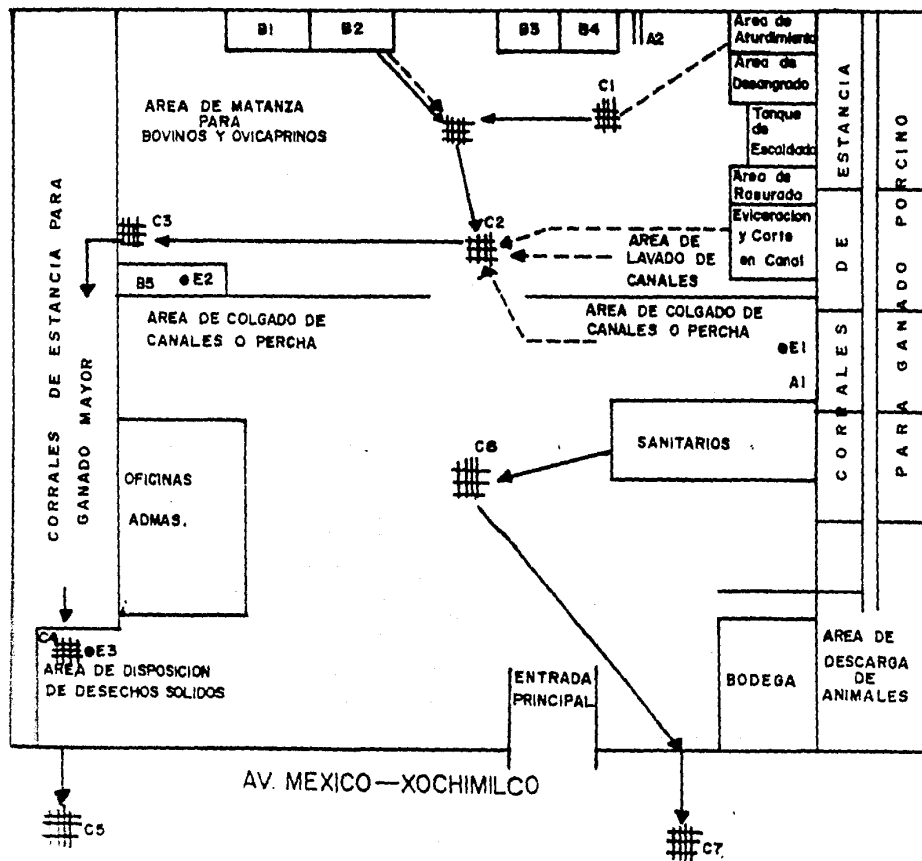 B1
B2
B3
B4
A2
Area de
Aturdimiento
Area de
Desangrado
Tanque
de
Escaldado
Area de
Rasurado
Evíceracion
y Corte
en Canal
C1
AREA DE MATANZA
PARA
BOVINOS Y OVICAPRINOS
C3
C2
AREA DE
LAVADO DE
CANALES
B5
E2
AREA DE COLGADO DE
CANALES O PERCHA
AREA DE COLGADO DE
CANALES O PERCHA
E1
A1
CORRALES DE ESTANCIA PARA
GANADO MAYOR
CORRALES DE ESTANCIA
PARA GANADO PORCINO
OFICINAS
ADMAS.
C6
SANITARIOS
C4
E3
AREA DE DISPOSICION
DE DESECHOS SOLIDOS
ENTRADA
PRINCIPAL
BODEGA
AREA DE
DESCARGA
DE
ANIMALES
AV. MEXICO—XOCHIMILCO
C5
C7